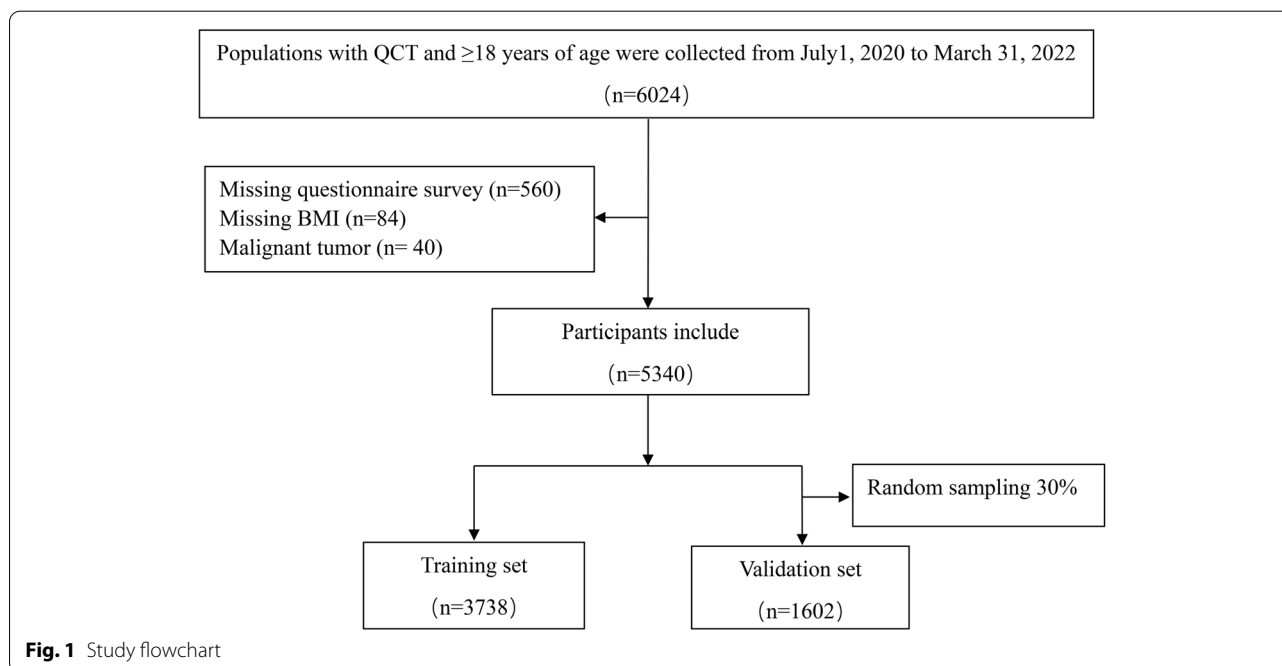 Populations with QCT and ≥18 years of age were collected from July1, 2020 to March 31, 2022
（n=6024）
Missing questionnaire survey (n=560)
Missing BMI (n=84)
Malignant tumor (n= 40)
Participants include
（n=5340）
Random sampling 30%
Training set
（n=3738）
Validation set
（n=1602）
Fig. 1 Study flowchart